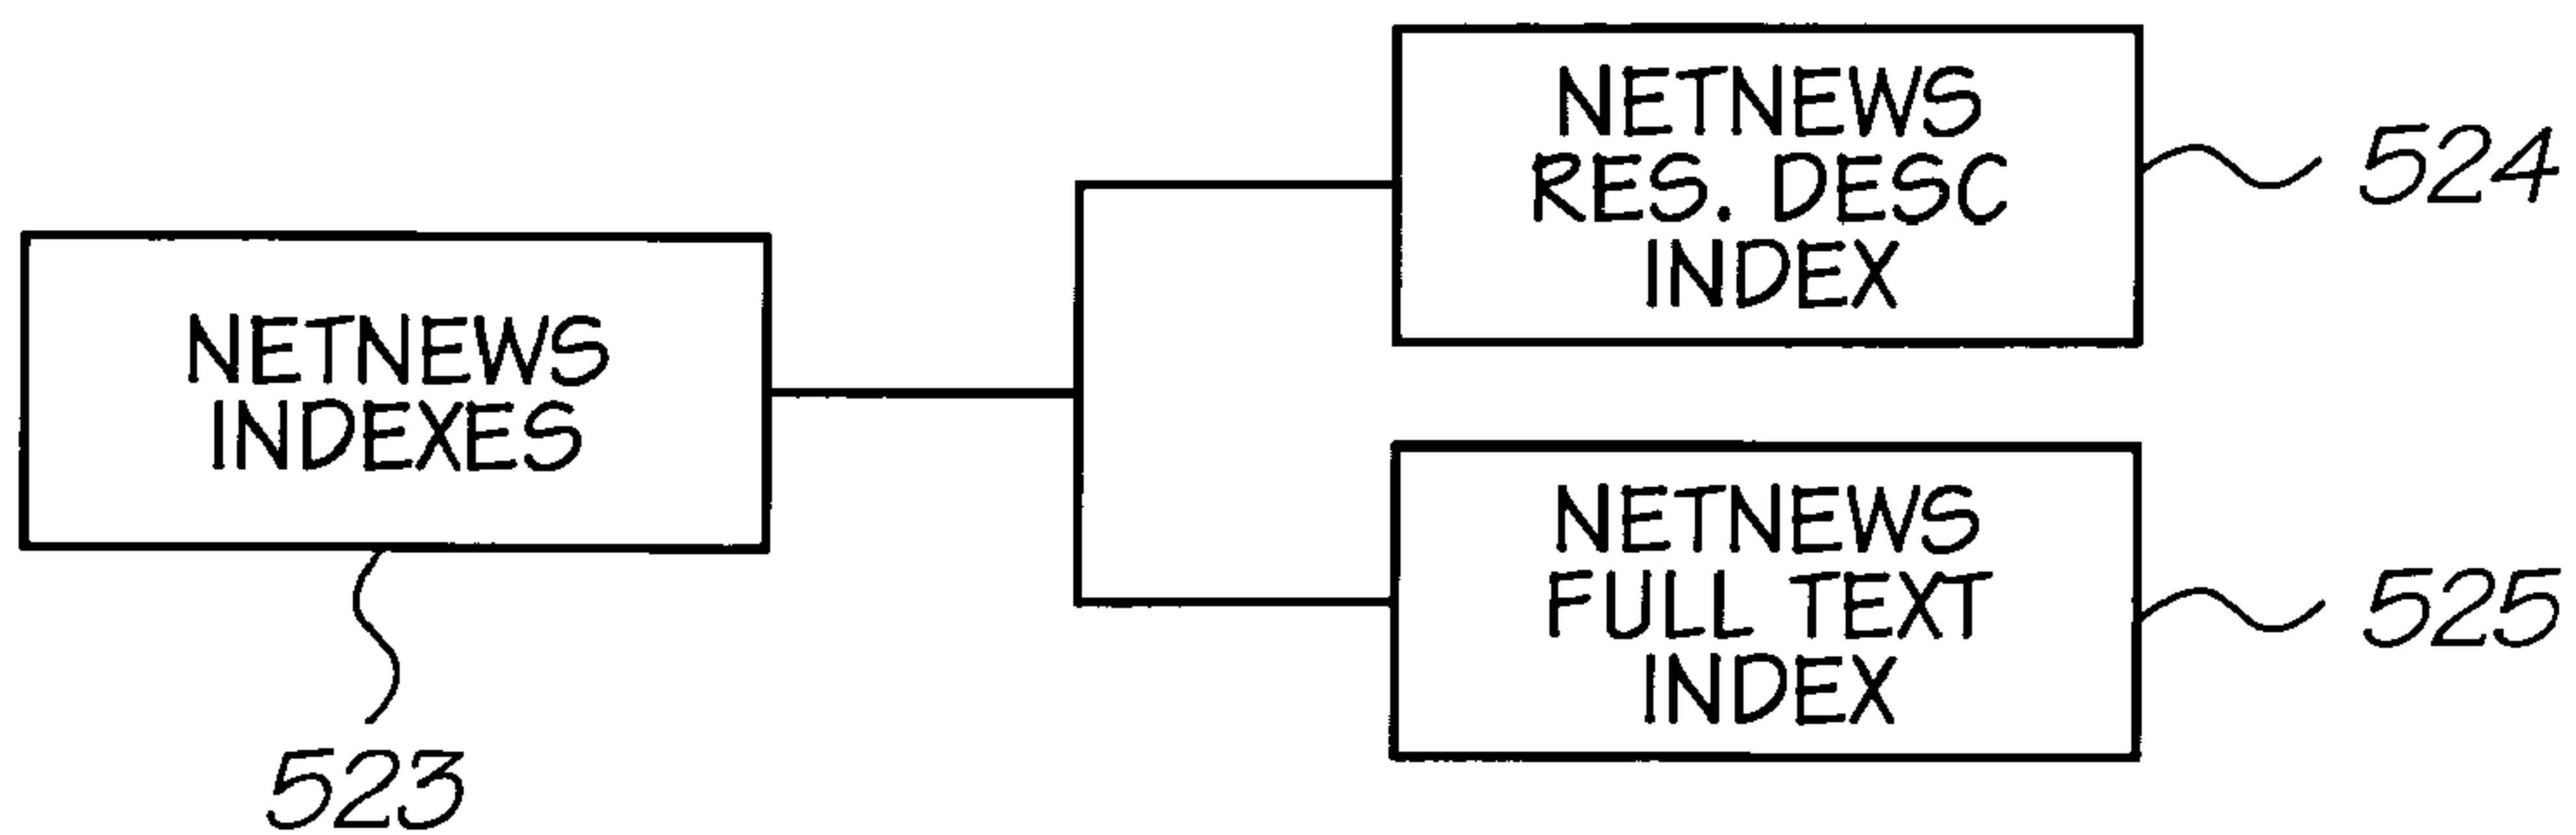 NETNEWS
RES. DESC
INDEX
524
NETNEWS
INDEXES
523
NETNEWS
FULL TEXT
INDEX
525